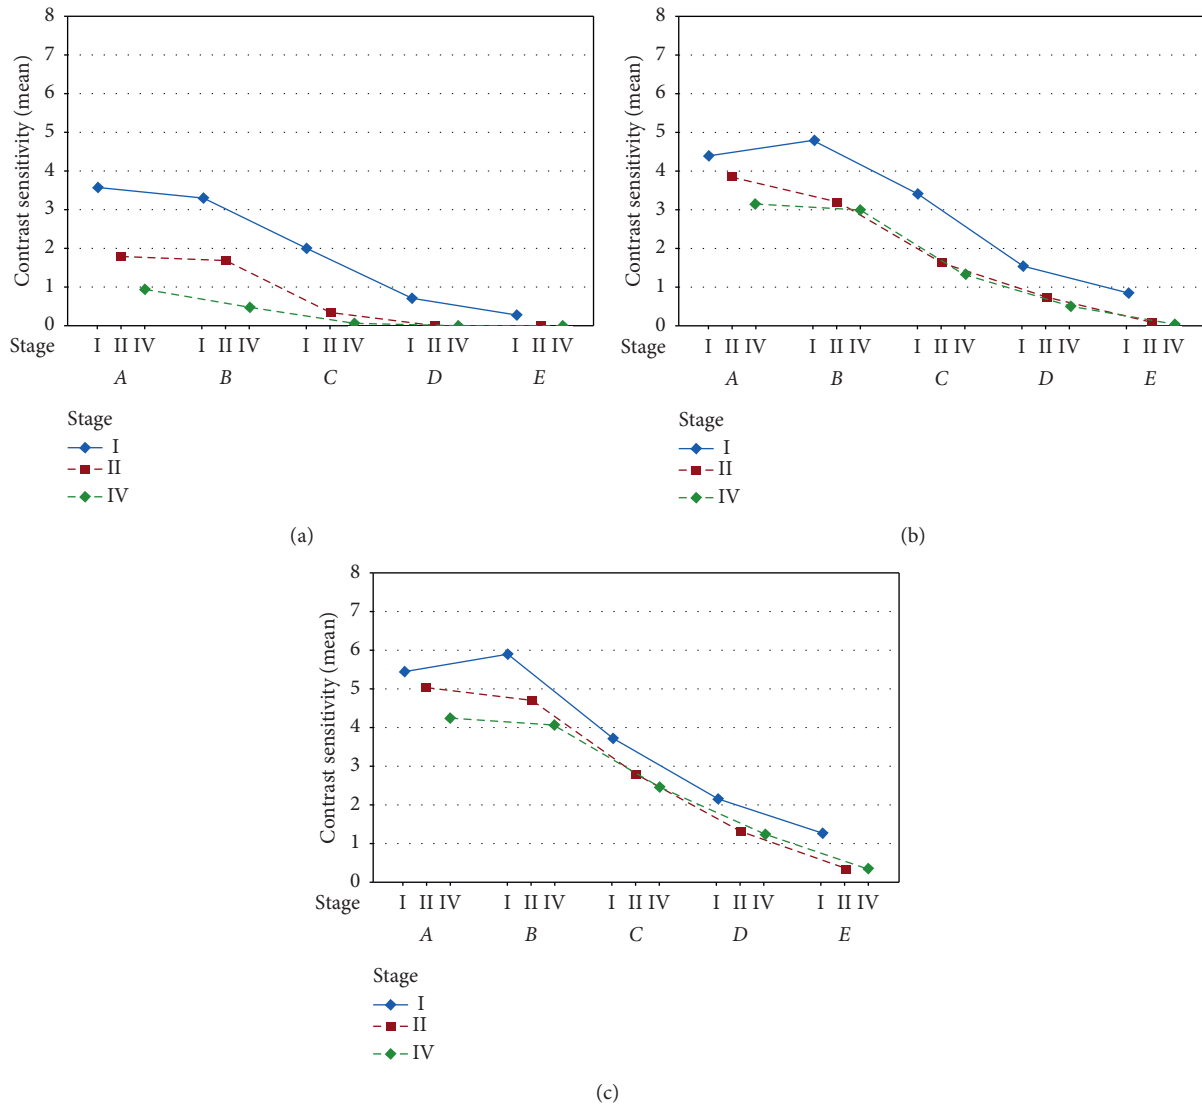 8
7
6
5
4
3
2
1
0
Contrast sensitivity (mean)
Stage I II IV I II IV I II IV I II IV I II IV
A B C D E
Stage
I
II
IV
(a)
8
7
6
5
4
3
2
1
0
Contrast sensitivity (mean)
Stage I II IV I II IV I II IV I II IV I II IV
A B C D E
Stage
I
II
IV
(b)
8
7
6
5
4
3
2
1
0
Contrast sensitivity (mean)
Stage I II IV I II IV I II IV I II IV I II IV
A B C D E
Stage
I
II
IV
(c)